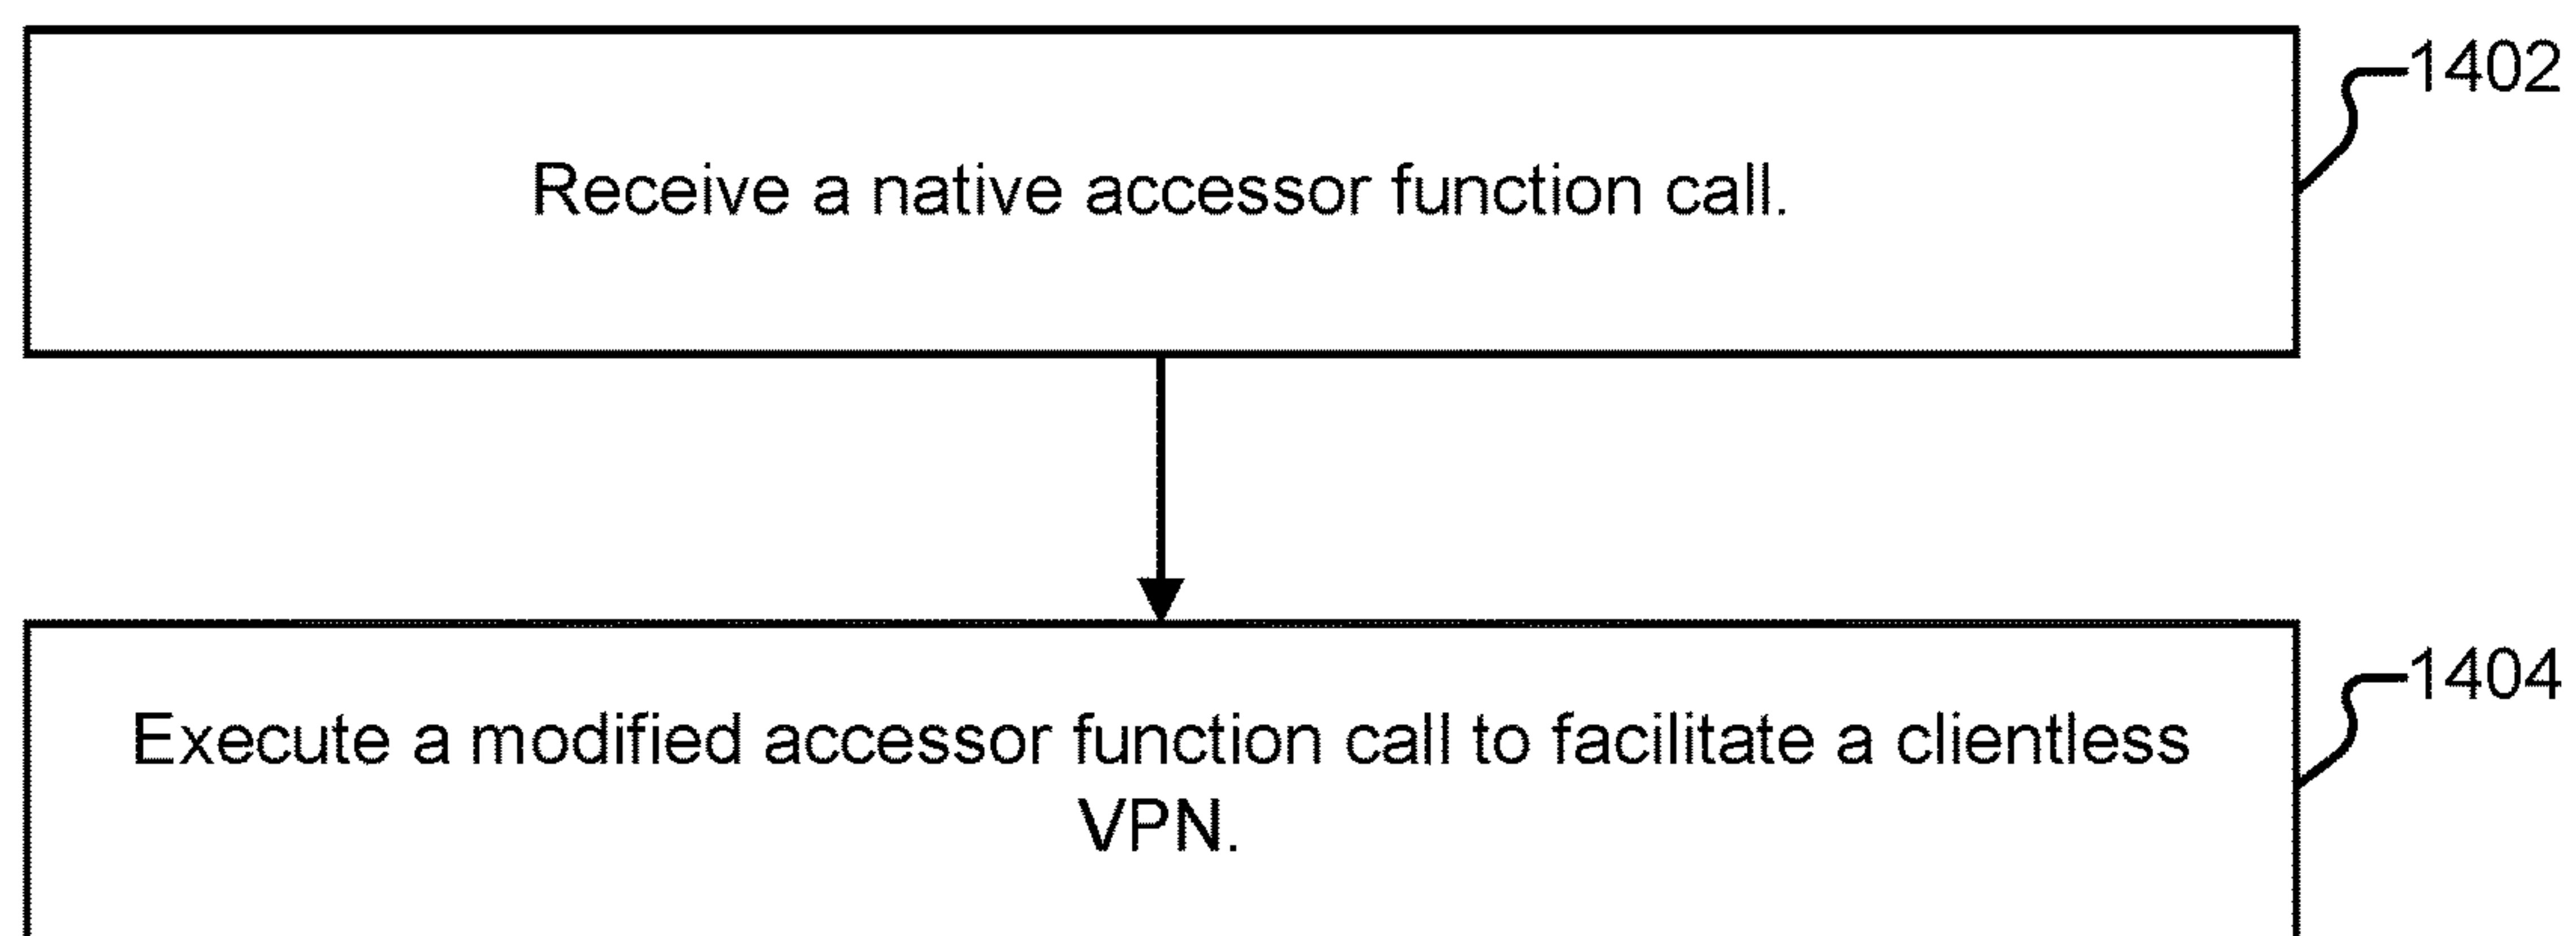 1402
Receive a native accessor function call.
1404
Execute a modified accessor function call to facilitate a clientless
VPN.